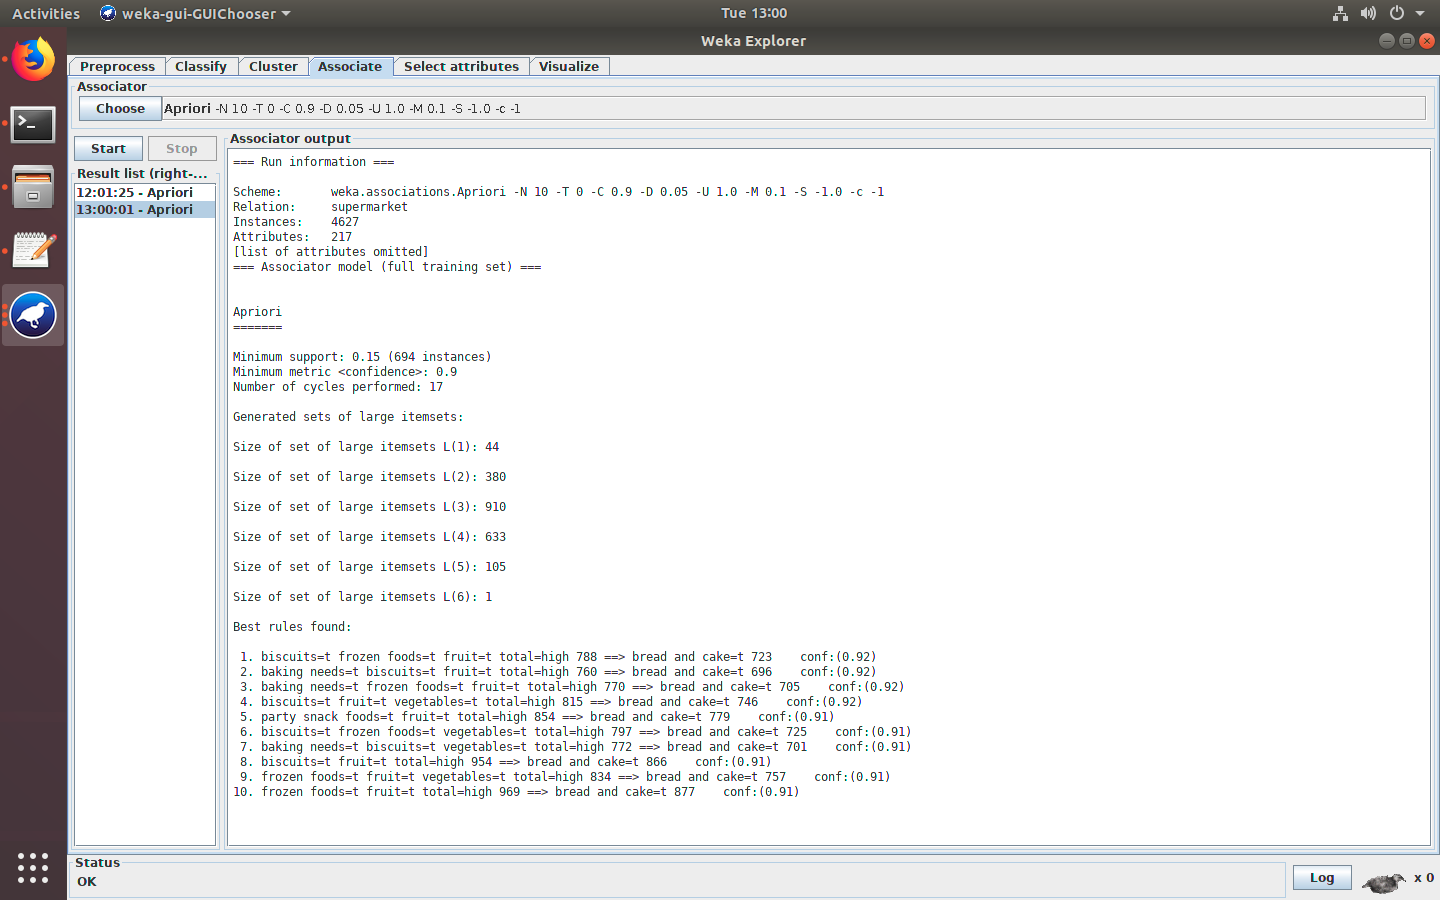 Activities
weka-gui-GUIChooser
Tue 13:00
Weka Explorer
Preprocess
Classify
Cluster
Associate
Select attributes
Visualize
Associator
Choose
Apriori -N 10 -T 0 -C 0.9 -D 0.05 -U 1.0 -M 0.1 -S -1.0 -c -1
Start
Stop
Result list (right-...
12:01:25 - Apriori
13:00:01 - Apriori
Associator output
=== Run information ===
Scheme: weka.associations.Apriori -N 10 -T 0 -C 0.9 -D 0.05 -U 1.0 -M 0.1 -S -1.0 -c -1
Relation: supermarket
Instances: 4627
Attributes: 217
[list of attributes omitted]
=== Associator model (full training set) ===
Apriori
=======
Minimum support: 0.15 (694 instances)
Minimum metric <confidence>: 0.9
Number of cycles performed: 17
Generated sets of large itemsets:
Size of set of large itemsets L(1): 44
Size of set of large itemsets L(2): 380
Size of set of large itemsets L(3): 910
Size of set of large itemsets L(4): 633
Size of set of large itemsets L(5): 105
Size of set of large itemsets L(6): 1
Best rules found:
1. biscuits=t frozen foods=t fruit=t total=high 788 ==> bread and cake=t 723 conf:(0.92)
2. baking needs=t biscuits=t fruit=t total=high 760 ==> bread and cake=t 696 conf:(0.92)
3. baking needs=t frozen foods=t fruit=t total=high 770 ==> bread and cake=t 705 conf:(0.92)
4. biscuits=t fruit=t vegetables=t total=high 815 ==> bread and cake=t 746 conf:(0.92)
5. party snack foods=t fruit=t total=high 854 ==> bread and cake=t 779 conf:(0.91)
6. biscuits=t frozen foods=t vegetables=t total=high 797 ==> bread and cake=t 725 conf:(0.91)
7. baking needs=t biscuits=t vegetables=t total=high 772 ==> bread and cake=t 701 conf:(0.91)
8. biscuits=t fruit=t total=high 954 ==> bread and cake=t 866 conf:(0.91)
9. frozen foods=t fruit=t vegetables=t total=high 834 ==> bread and cake=t 757 conf:(0.91)
10. frozen foods=t fruit=t total=high 969 ==> bread and cake=t 877 conf:(0.91)
Status
OK
Log
x 0